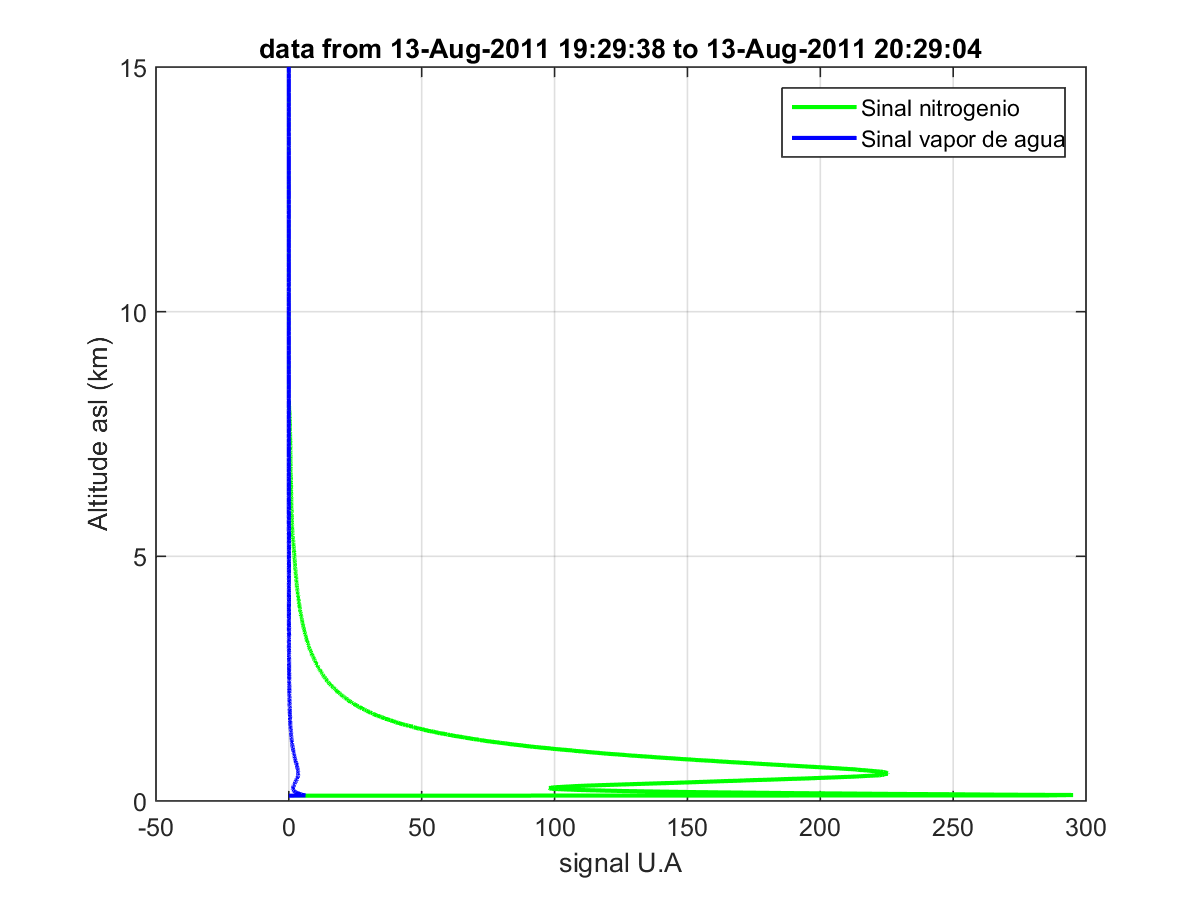 data from 13-Aug-2011 19:29:38 to 13-Aug-2011 20:29:04
Sinal nitrogenio
Sinal vapor de agua
15
10
5
0
Altitude asl (km)
-50 0 50 100 150 200 250 300
signal U.A